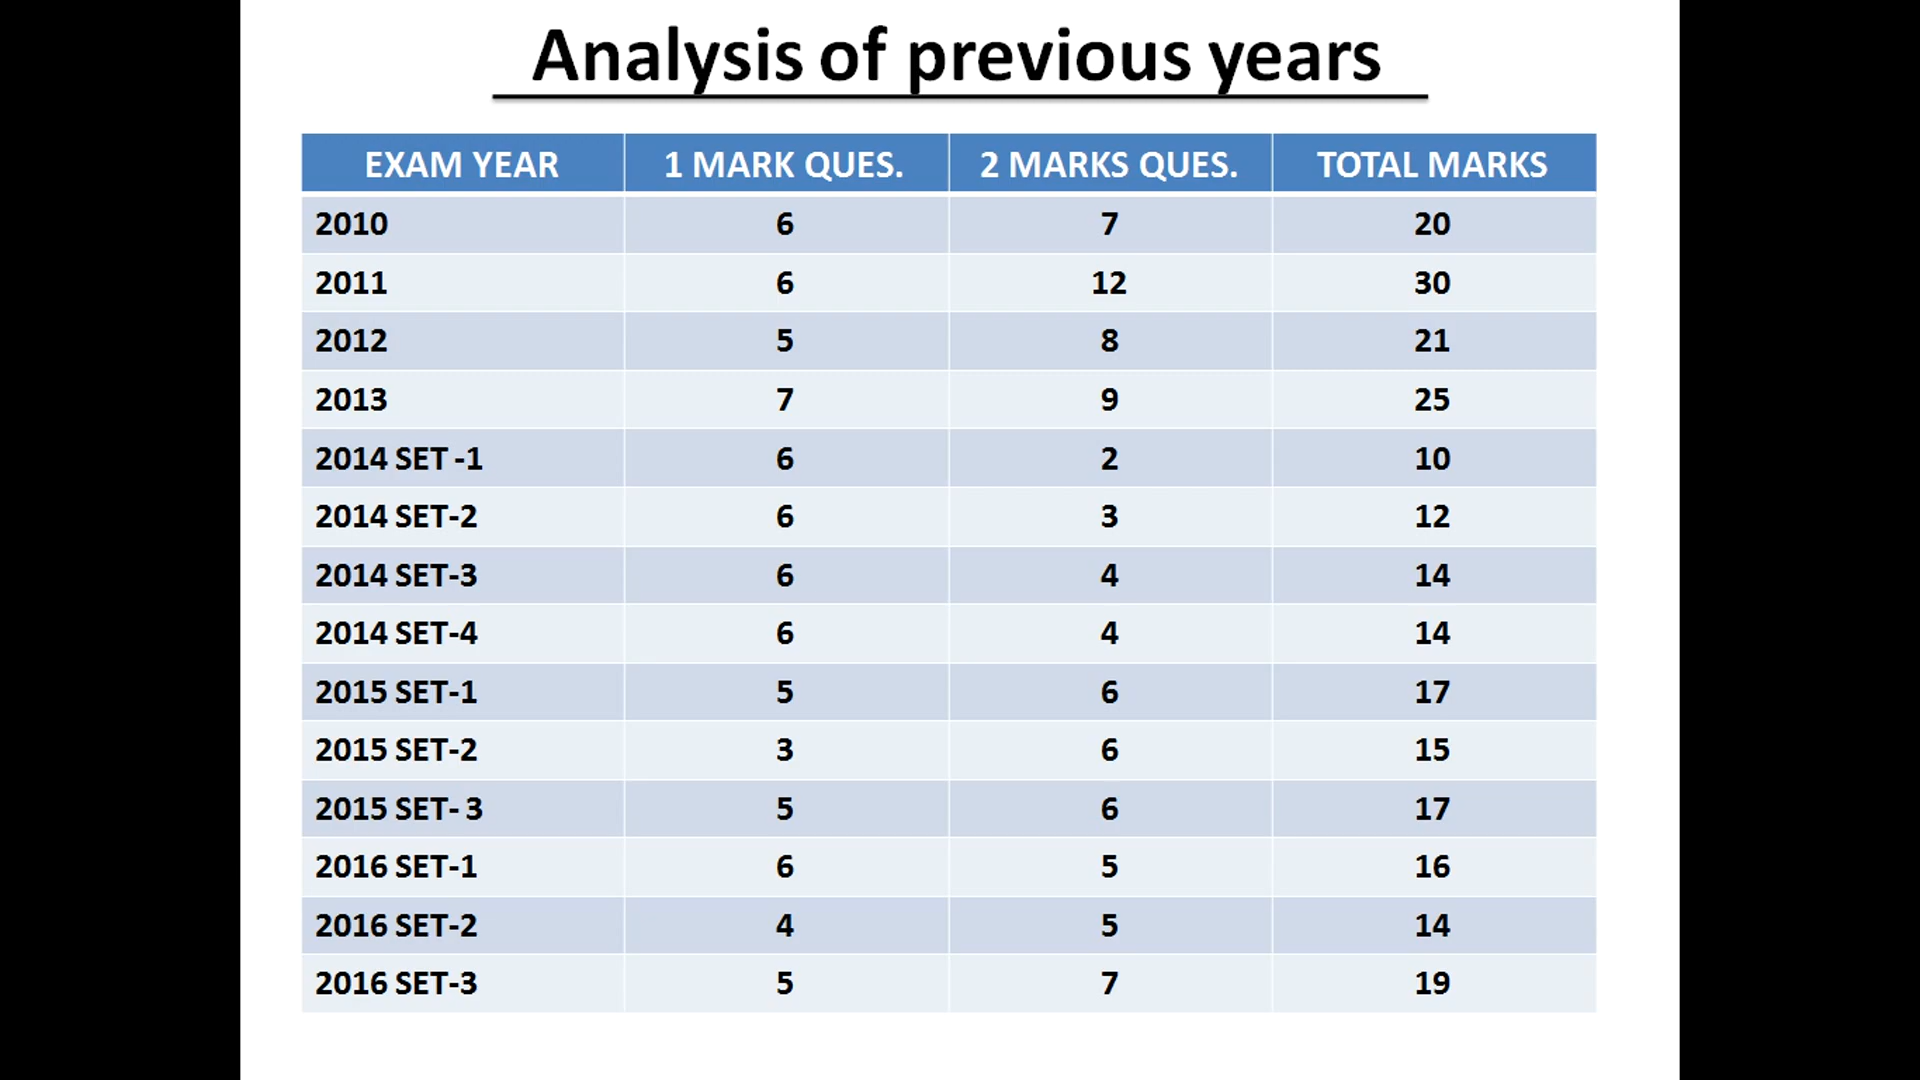 Analysis of previous years
EXAM YEAR 1 MARK QUES. 2 MARKS QUES. TOTAL MARKS
2010 6 7 20
2011 6 12 30
2012 5 8 21
2013 7 9 25
2014 SET -1 6 2 10
2014 SET-2 6 3 12
2014 SET-3 6 4 14
2014 SET-4 6 4 14
2015 SET-1 5 6 17
2015 SET-2 3 6 15
2015 SET- 3 5 6 17
2016 SET-1 6 5 16
2016 SET-2 4 5 14
2016 SET-3 5 7 19